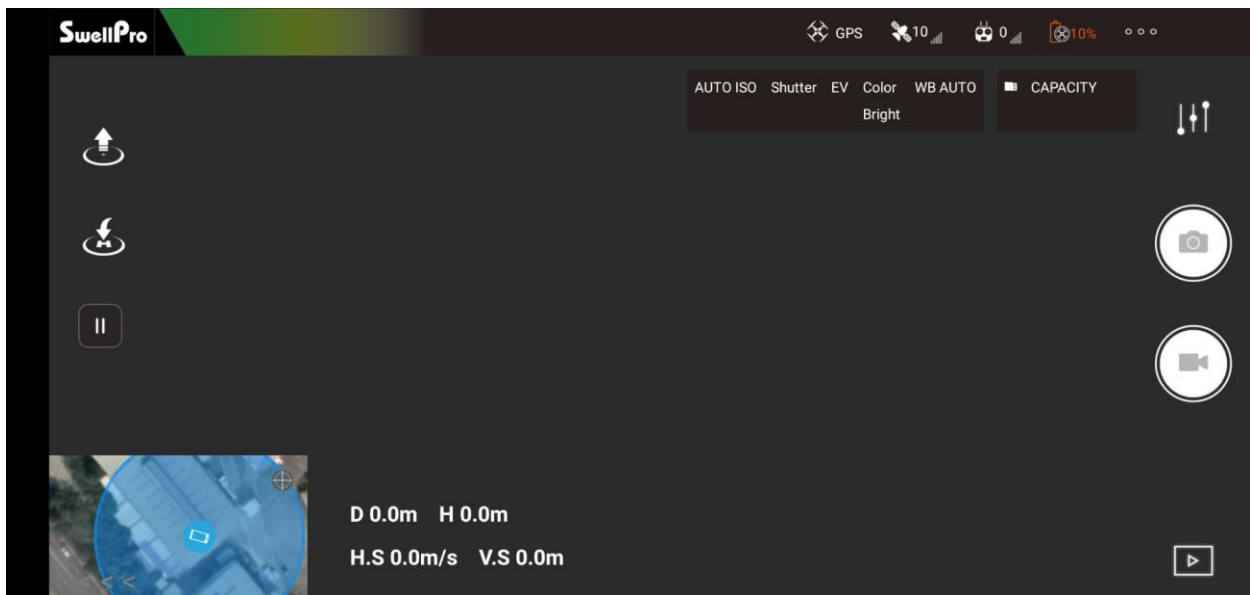 SwellPro
GPS 10 0 10%
AUTO ISO Shutter EV Color WB AUTO CAPACITY
Bright
D 0.0m H 0.0m
H.S 0.0m/s V.S 0.0m